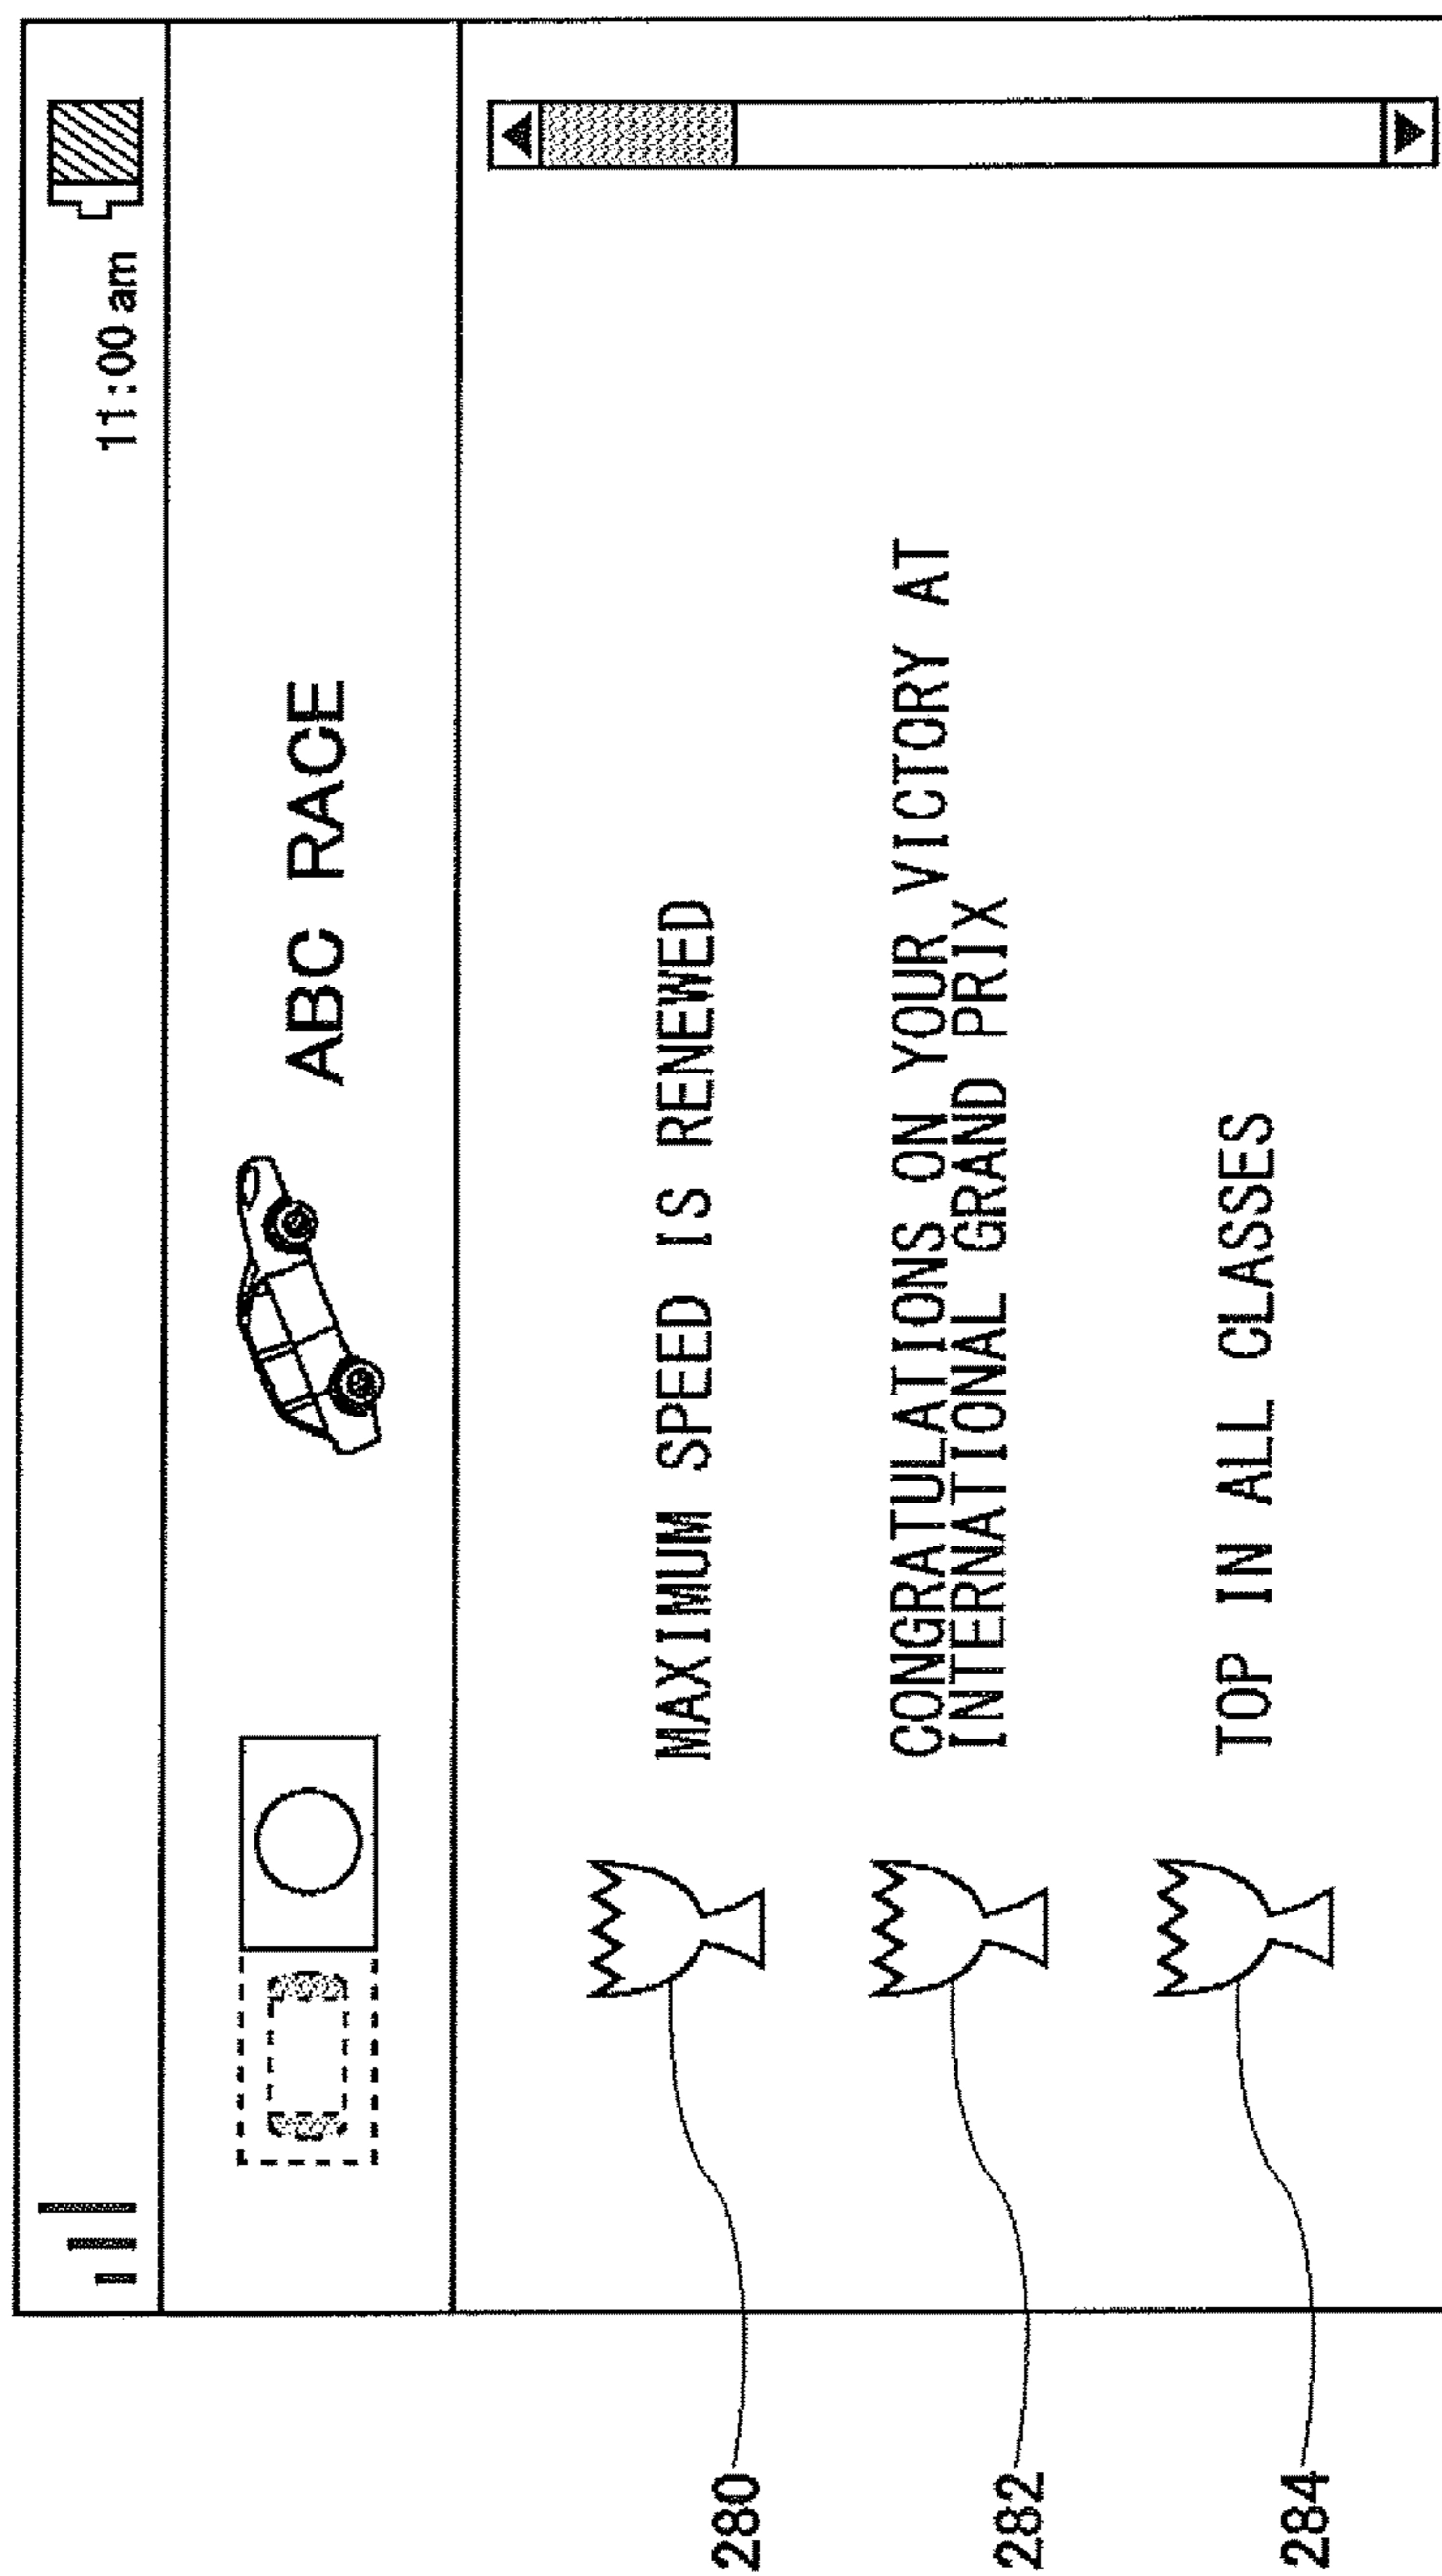 11:00 am
ABC RACE
280
MAXIMUM SPEED IS RENEWED
282
CONGRATULATIONS ON YOUR VICTORY AT
INTERNATIONAL GRAND PRIX
284
TOP IN ALL CLASSES